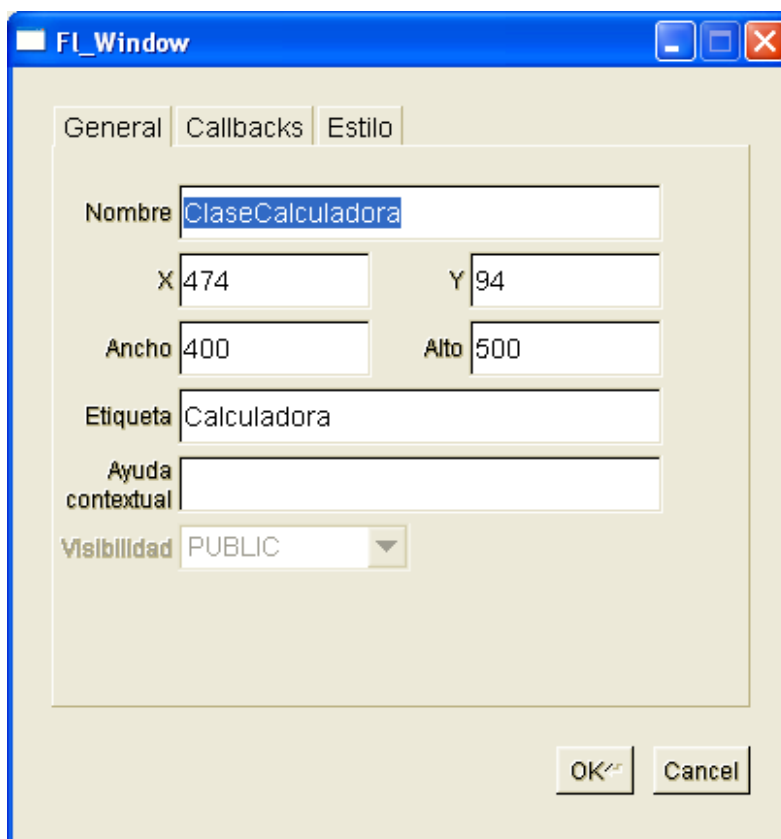 Fl_Window
General Callbacks Estilo
Nombre ClaseCalculadora
X 474 Y 94
Ancho 400 Alto 500
Etiqueta Calculadora
Ayuda
contextual
Visibilidad PUBLIC
OK Cancel